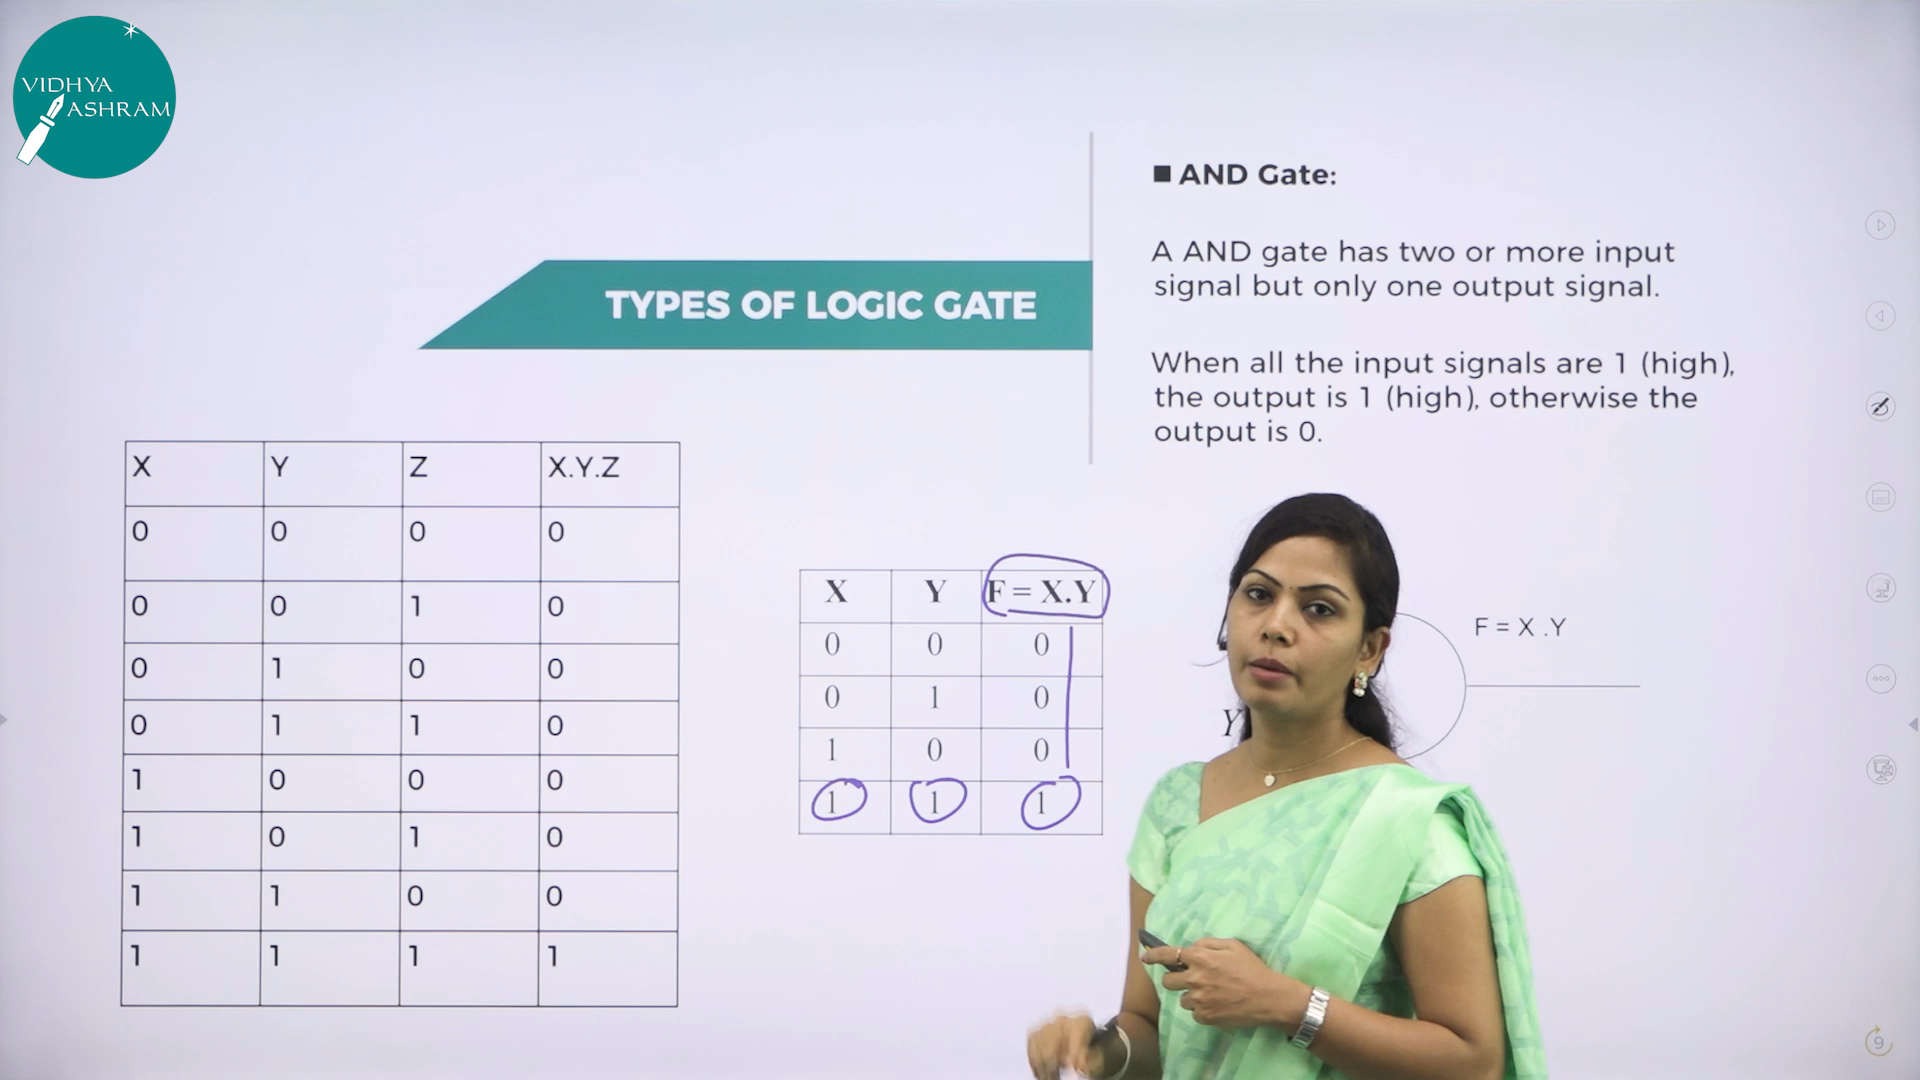 VIDHYA
ASHRAM
■ AND Gate:
A AND gate has two or more input
signal but only one output signal.
When all the input signals are 1 (high),
the output is 1 (high), otherwise the
output is 0.
TYPES OF LOGIC GATE
X Y Z X.Y.Z
0 0 0 0
0 0 1 0
0 1 0 0
0 1 1 0
1 0 0 0
1 0 1 0
1 1 0 0
1 1 1 1
X Y F = X.Y
0 0 0
0 1 0
1 0 0
1 1 1
F = X .Y
Y
9